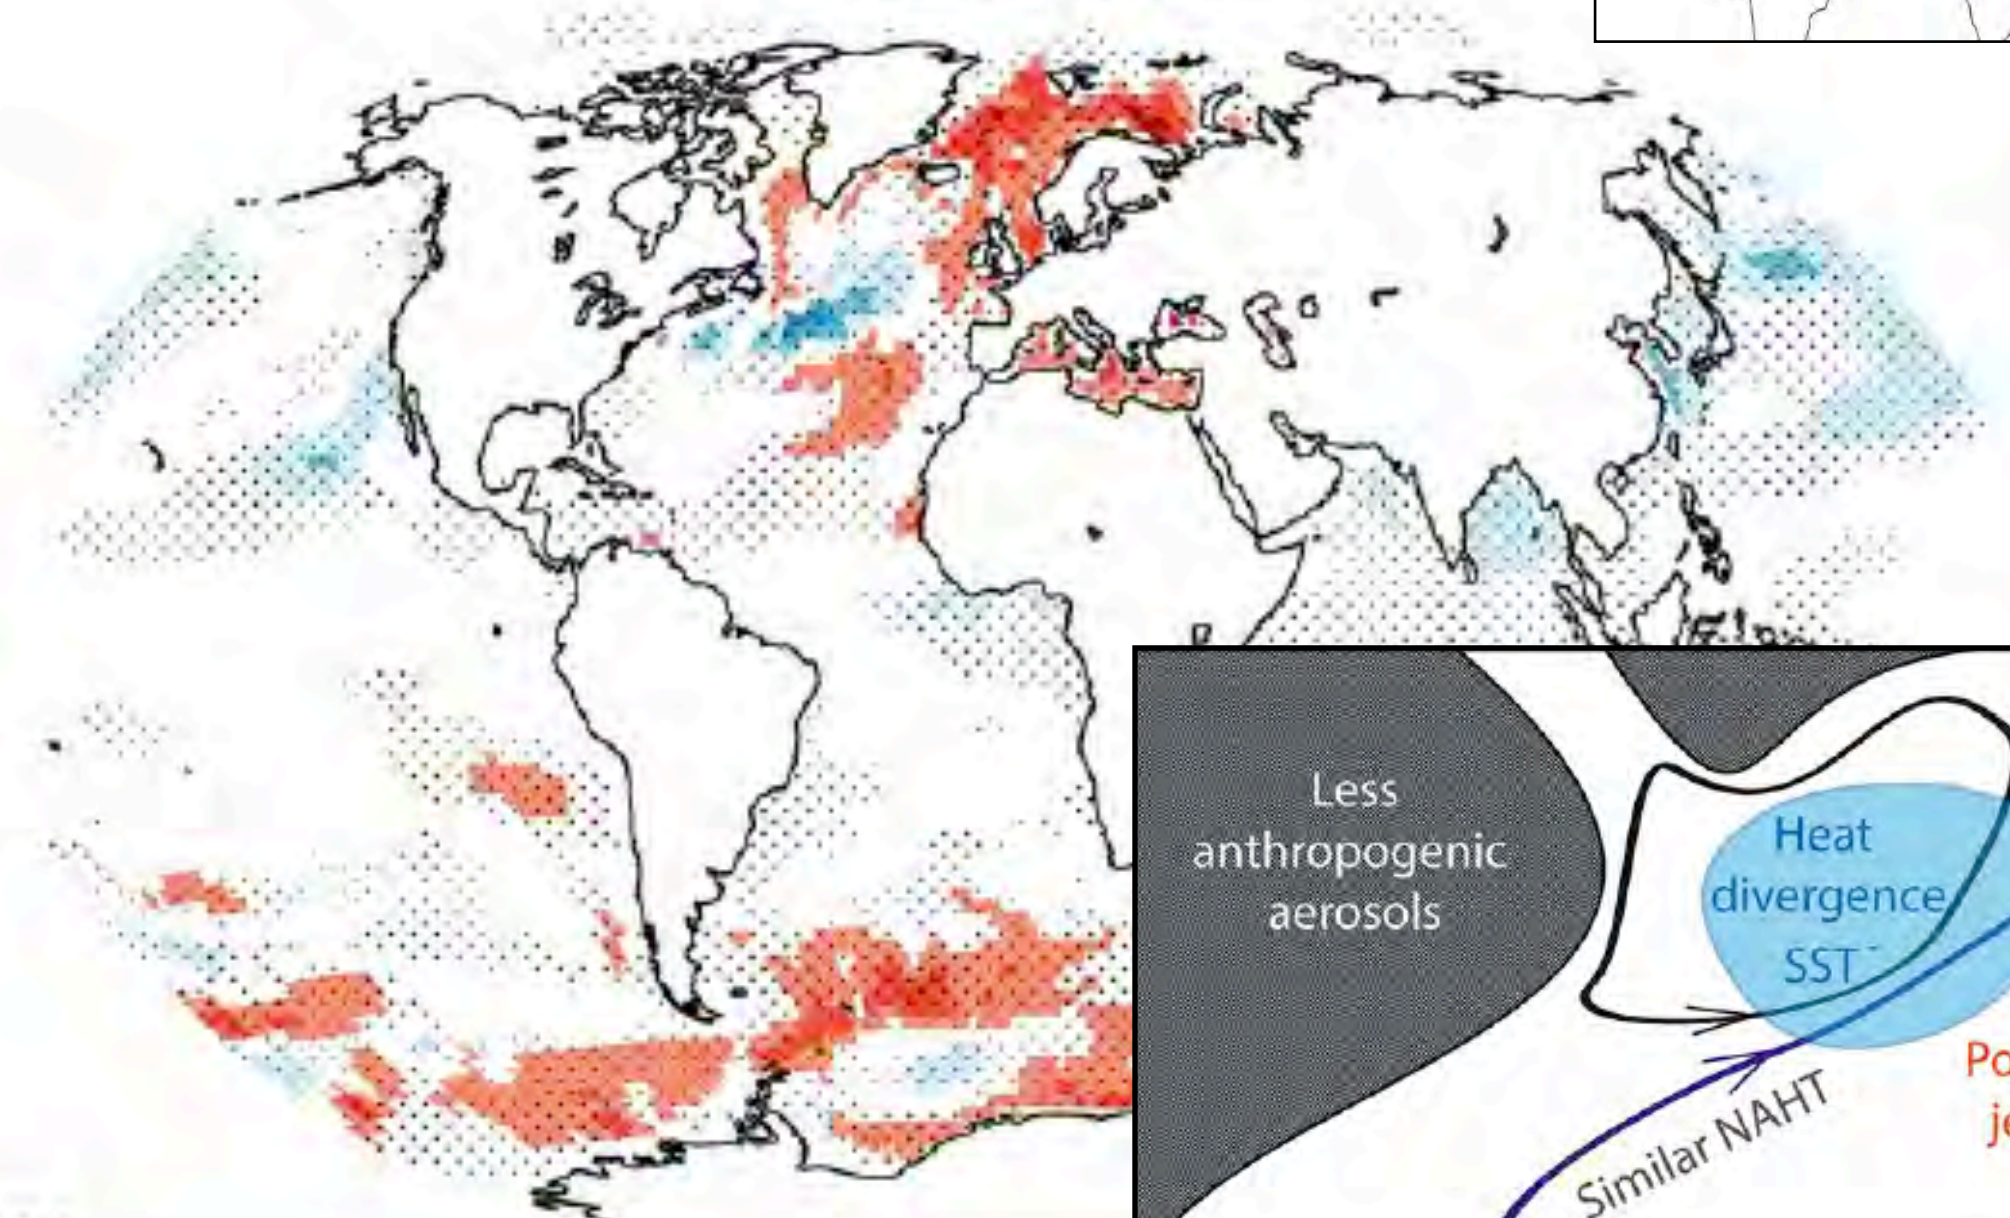 Less
anthropogenic
aerosols
Heat
divergence
SST⁻
Similar NAHT